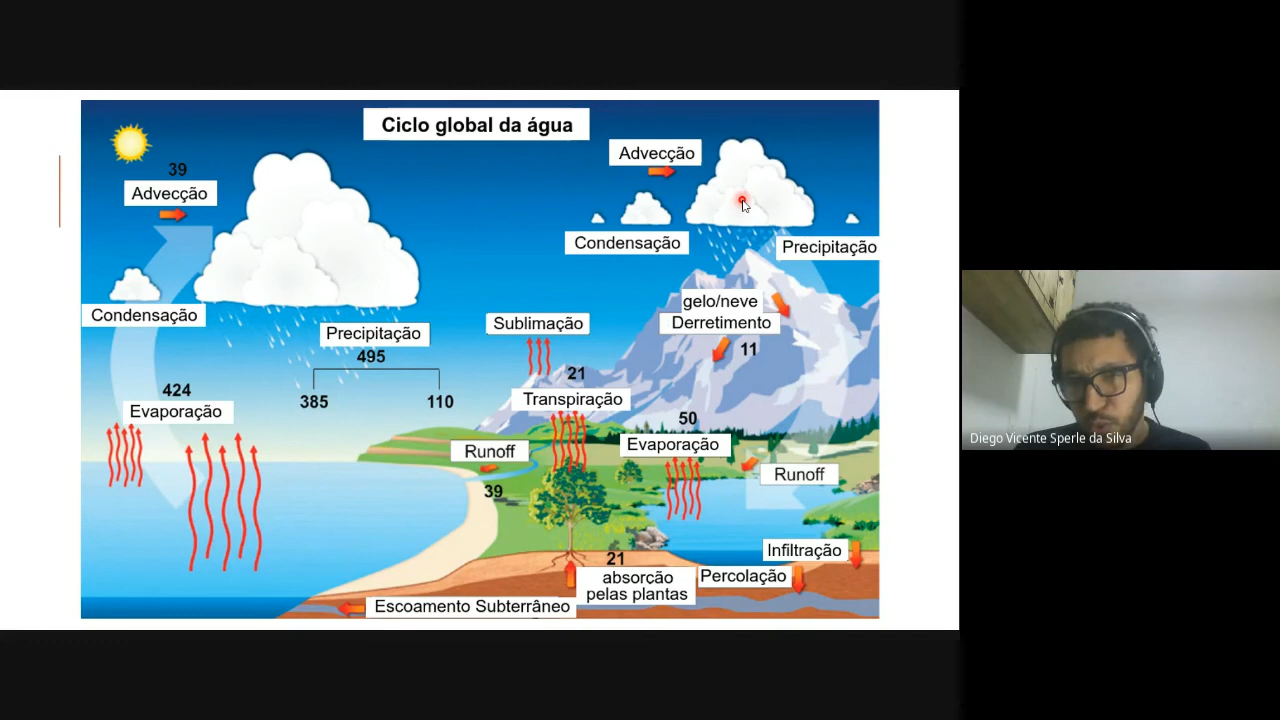 Ciclo global da água
39
Advecção
Advecção
Condensação
Precipitação
Condensação
gelo/neve
Derretimento
11
Sublimação
Precipitação
495
385
110
424
Evaporação
21
Transpiração
50
Evaporação
Runoff
39
Runoff
Infiltração
21
absorção
pelas plantas
Percolação
Escoamento Subterrâneo
Diego Vicente Sperle da Silva